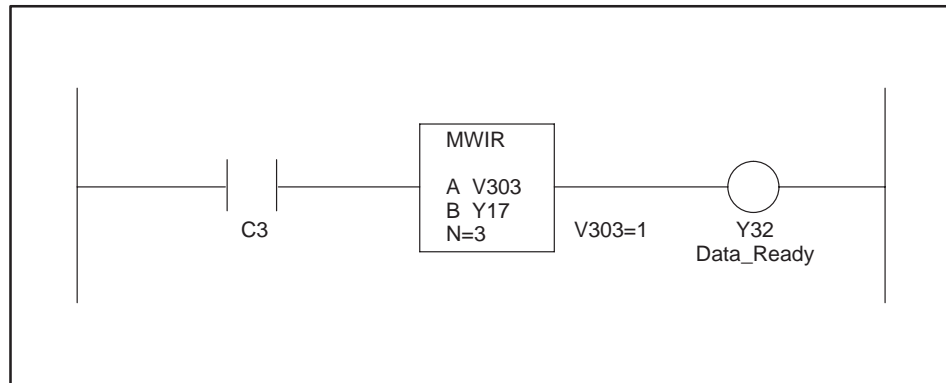 MWIR
A V303
B Y17
N=3
C3
V303=1
Y32
Data_Ready